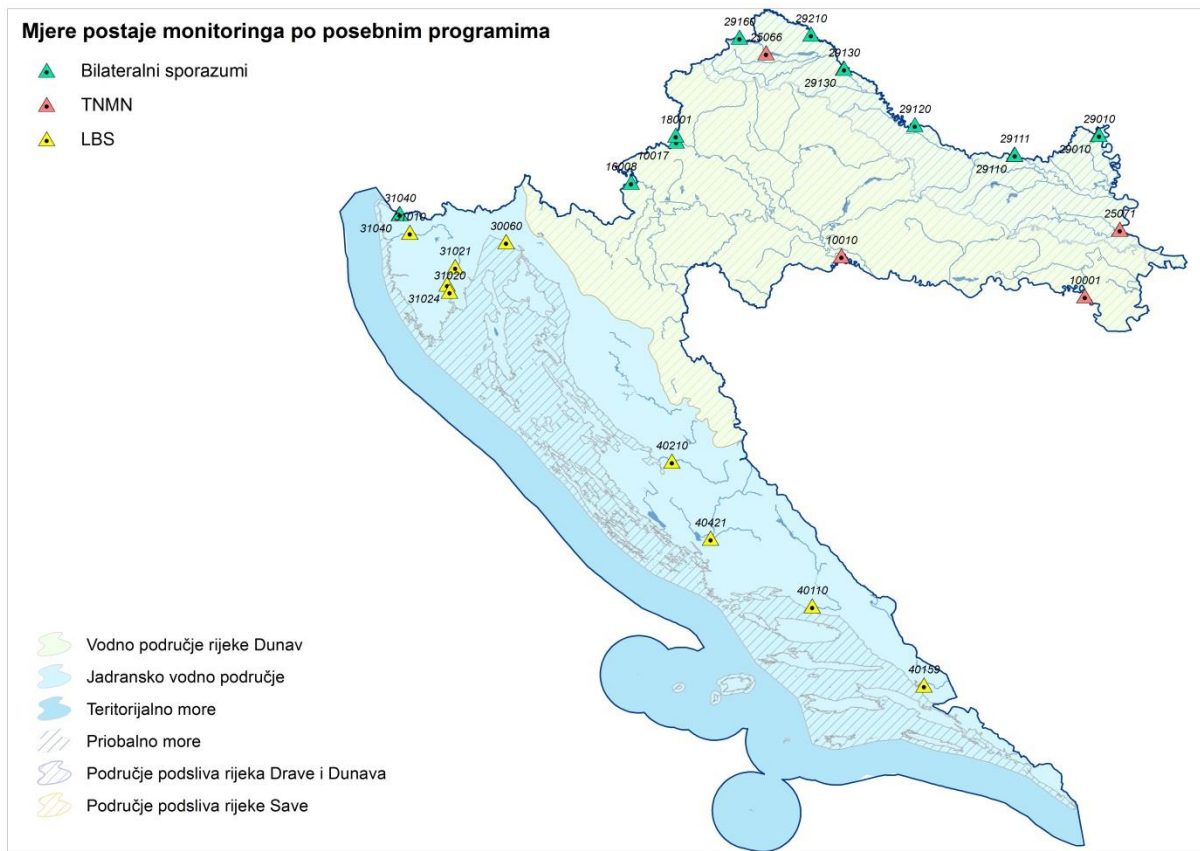 Mjere postaje monitoringa po posebnim programima
Bilateralni sporazumi
TNMN
LBS
29160
29210
25066
29130
29130
29120
18001
10017
16008
29111
29110
29010
29010
25071
10010
10001
31040
31040
30060
31021
31020
31024
40210
40421
40110
40159
Vodno područje rijeke Dunav
Jadransko vodno područje
Teritorijalno more
Priobalno more
Područje podsliva rijeka Drave i Dunava
Područje podsliva rijeke Save